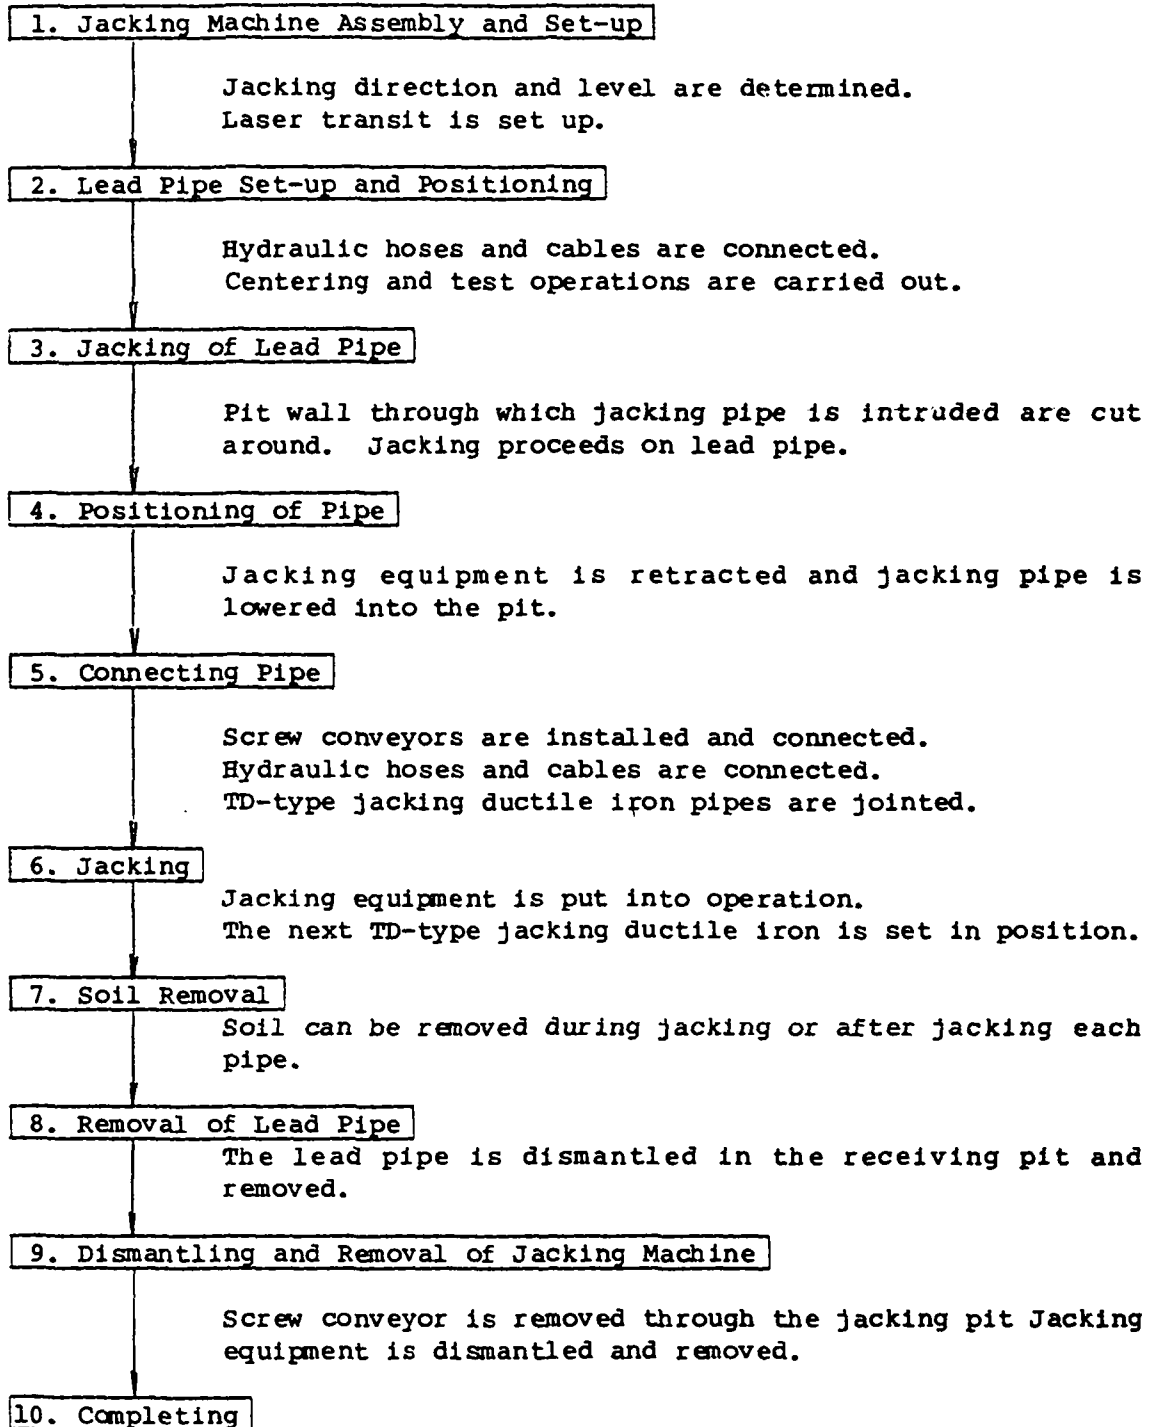 1. Jacking Machine Assembly and Set-up
Jacking direction and level are determined.
Laser transit is set up.
2. Lead Pipe Set-up and Positioning
Hydraulic hoses and cables are connected.
Centering and test operations are carried out.
3. Jacking of Lead Pipe
Pit wall through which jacking pipe is intruded are cut
around. Jacking proceeds on lead pipe.
4. Positioning of Pipe
Jacking equipment is retracted and jacking pipe is
lowered into the pit.
5. Connecting Pipe
Screw conveyors are installed and connected.
Hydraulic hoses and cables are connected.
TD-type jacking ductile iron pipes are jointed.
6. Jacking
Jacking equipment is put into operation.
The next TD-type jacking ductile iron is set in position.
7. Soil Removal
Soil can be removed during jacking or after jacking each
pipe.
8. Removal of Lead Pipe
The lead pipe is dismantled in the receiving pit and
removed.
9. Dismantling and Removal of Jacking Machine
Screw conveyor is removed through the jacking pit Jacking
equipment is dismantled and removed.
10. Completing